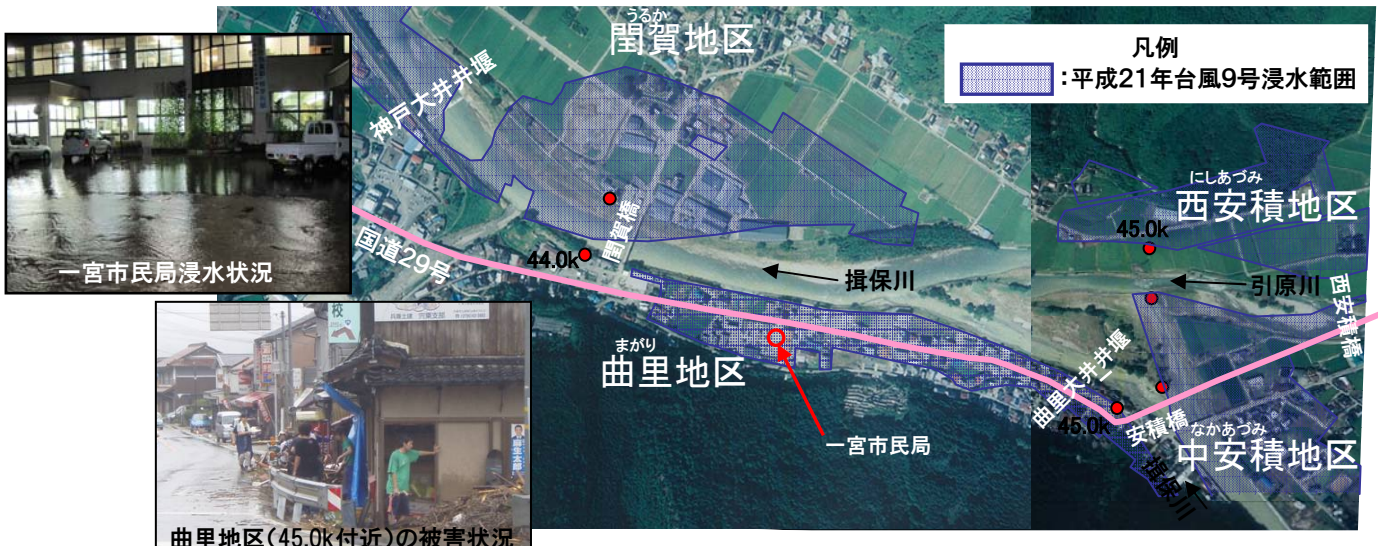 うるか
閏賀地区
凡例
:平成21年台風9号浸水範囲
神戸大井井堰
にしあづみ
西安積地区
45.0k
閏賀橋
44.0k
国道29号
揖保川
引原川
西安積橋
一宮市民局浸水状況
まがり
曲里地区
曲里大井井堰
45.0k
安積橋
なかあづみ
中安積地区
揖保川
一宮市民局
校
麻生太郎
曲里地区(45.0k付近)の被害状況